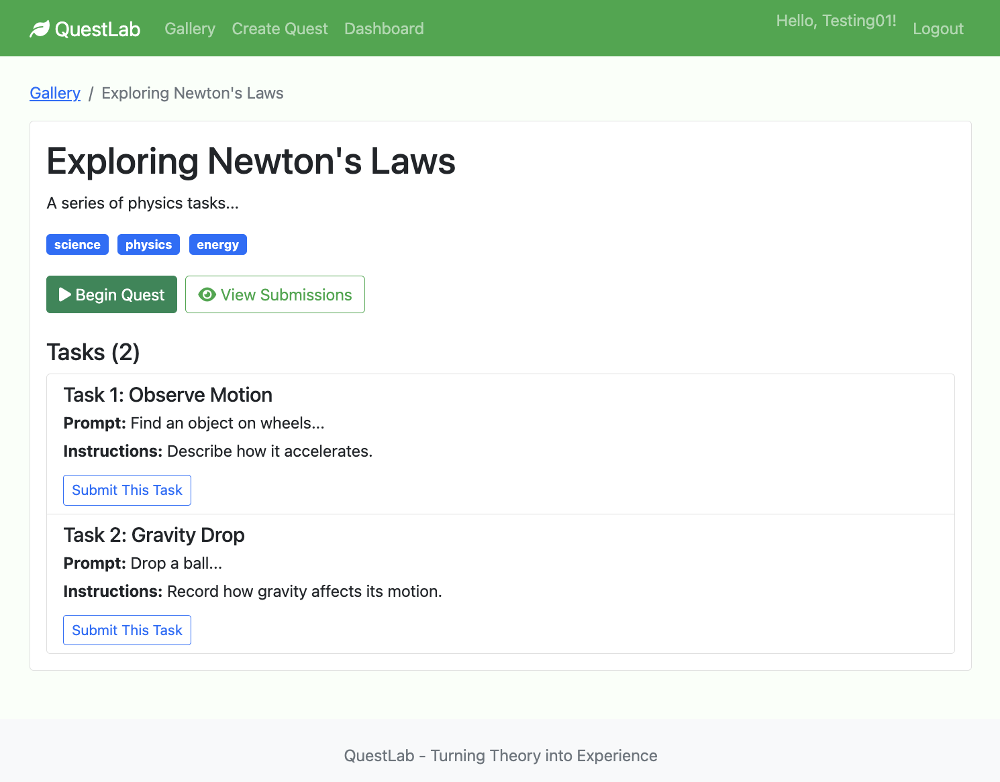 QuestLab Gallery Create Quest Dashboard Hello, Testing01! Logout
Gallery / Exploring Newton's Laws
Exploring Newton's Laws
A series of physics tasks...
science physics energy
Begin Quest View Submissions
Tasks (2)
Task 1: Observe Motion
Prompt: Find an object on wheels...
Instructions: Describe how it accelerates.
Submit This Task
Task 2: Gravity Drop
Prompt: Drop a ball...
Instructions: Record how gravity affects its motion.
Submit This Task
QuestLab - Turning Theory into Experience